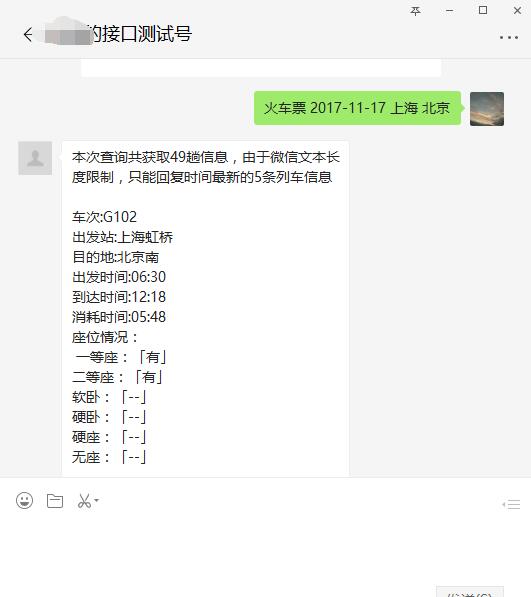 的接口测试号
火车票 2017-11-17 上海 北京
本次查询共获取49趟信息，由于微信文本长
度限制，只能回复时间最新的5条列车信息
车次:G102
出发站:上海虹桥
目的地:北京南
出发时间:06:30
到达时间:12:18
消耗时间:05:48
座位情况：
一等座：「有」
二等座：「有」
软卧：「--」
硬卧：「--」
硬座：「--」
无座：「--」
发送(S)